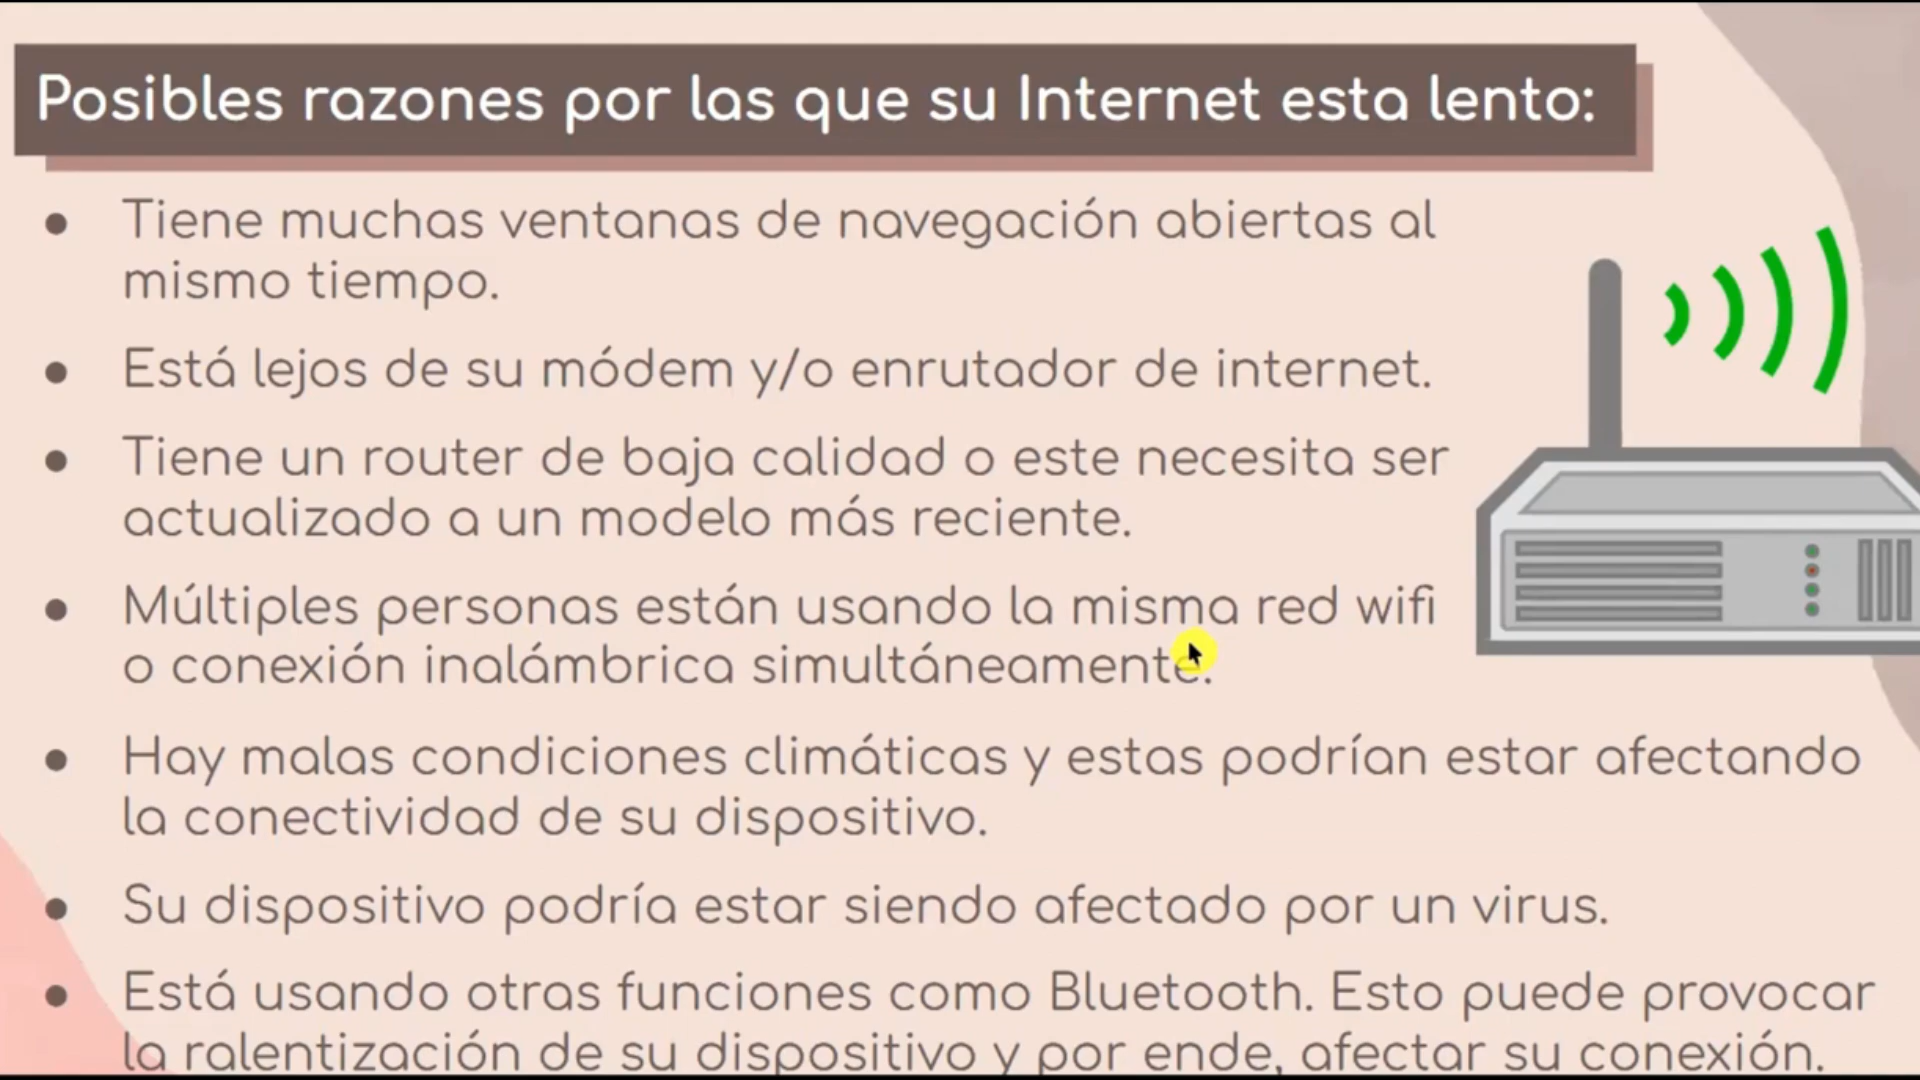 Posibles razones por las que su Internet esta lento:
● Tiene muchas ventanas de navegación abiertas al
mismo tiempo.
● Está lejos de su módem y/o enrutador de internet.
● Tiene un router de baja calidad o este necesita ser
actualizado a un modelo más reciente.
● Múltiples personas están usando la misma red wifi
o conexión inalámbrica simultáneamente.
● Hay malas condiciones climáticas y estas podrían estar afectando
la conectividad de su dispositivo.
● Su dispositivo podría estar siendo afectado por un virus.
● Está usando otras funciones como Bluetooth. Esto puede provocar
la ralentización de su dispositivo y por ende, afectar su conexión.